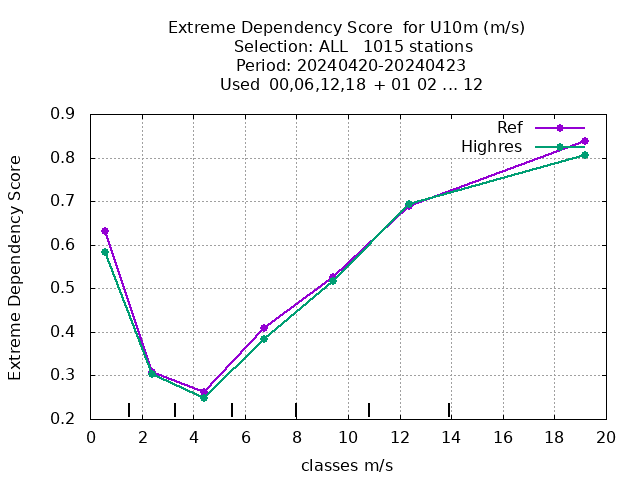 Extreme Dependency Score  for U10m (m/s)
Selection: ALL   1015 stations
Period: 20240420-20240423
Used  00,06,12,18  + 01 02 ... 12
Ref
Highres
0.9
0.8
0.7
0.6
0.5
0.4
0.3
0.2
Extreme Dependency Score
0 2 4 6 8 10 12 14 16 18 20
classes m/s